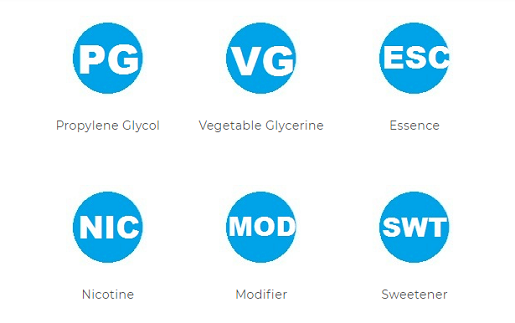 PG VG ESC
Propylene Glycol Vegetable Glycerine Essence
NIC MOD SWT
Nicotine Modifier Sweetener